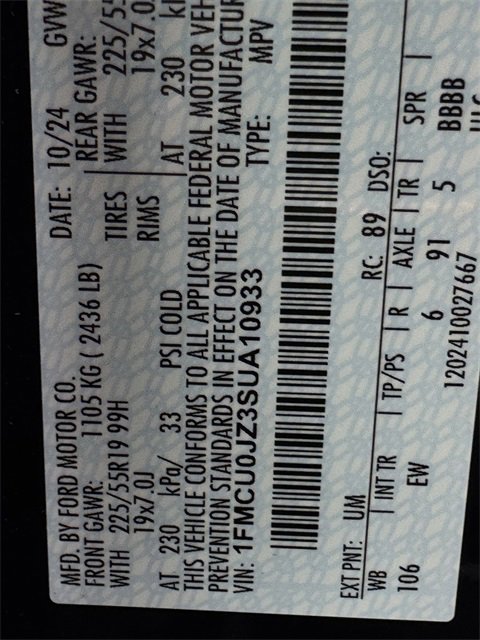 MFD. BY FORD MOTOR CO.
DATE: 10/24 GVW
FRONT GAWR: 1105 KG ( 2436 LB)
REAR GAWR:
WITH 225/55R19 99H TIRES WITH 225/55
19x7.0J RIMS 19x7.0J
AT 230 kPa/ 33 PSI COLD AT 230
THIS VEHICLE CONFORMS TO ALL APPLICABLE FEDERAL MOTOR VEH
PREVENTION STANDARDS IN EFFECT ON THE DATE OF MANUFACTUR
VIN: 1FMCU0JZ3SUA10933 TYPE: MPV
EXT PNT: UM RC: 89 DSO:
WB INT TR TP/PS R AXLE TR SPR
106 EW 6 91 5 BBBB
1202410027667